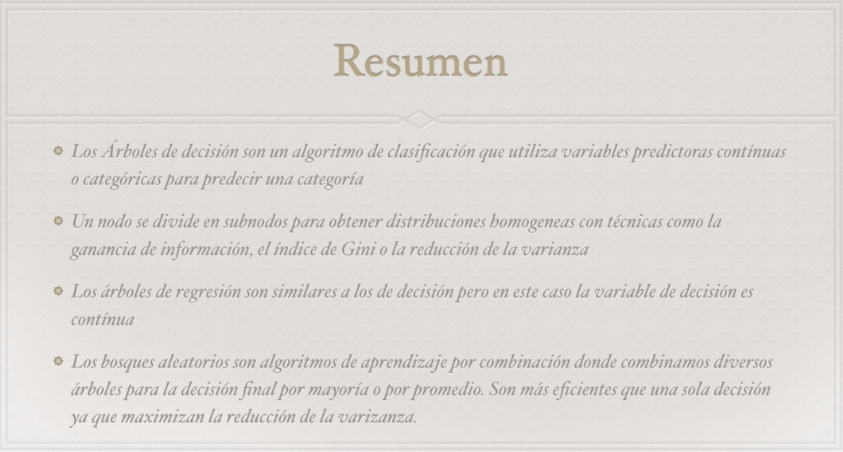 Resumen
Los Árboles de decisión son un algoritmo de clasificación que utiliza variables predictoras contínuas
o categóricas para predecir una categoría
Un nodo se divide en subnodos para obtener distribuciones homogeneas con técnicas como la
ganancia de información, el índice de Gini o la reducción de la varianza
Los árboles de regresión son similares a los de decisión pero en este caso la variable de decisión es
contínua
Los bosques aleatorios son algoritmos de aprendizaje por combinación donde combinamos diversos
árboles para la decisión final por mayoría o por promedio. Son más eficientes que una sola decisión
ya que maximizan la reducción de la varizanza.